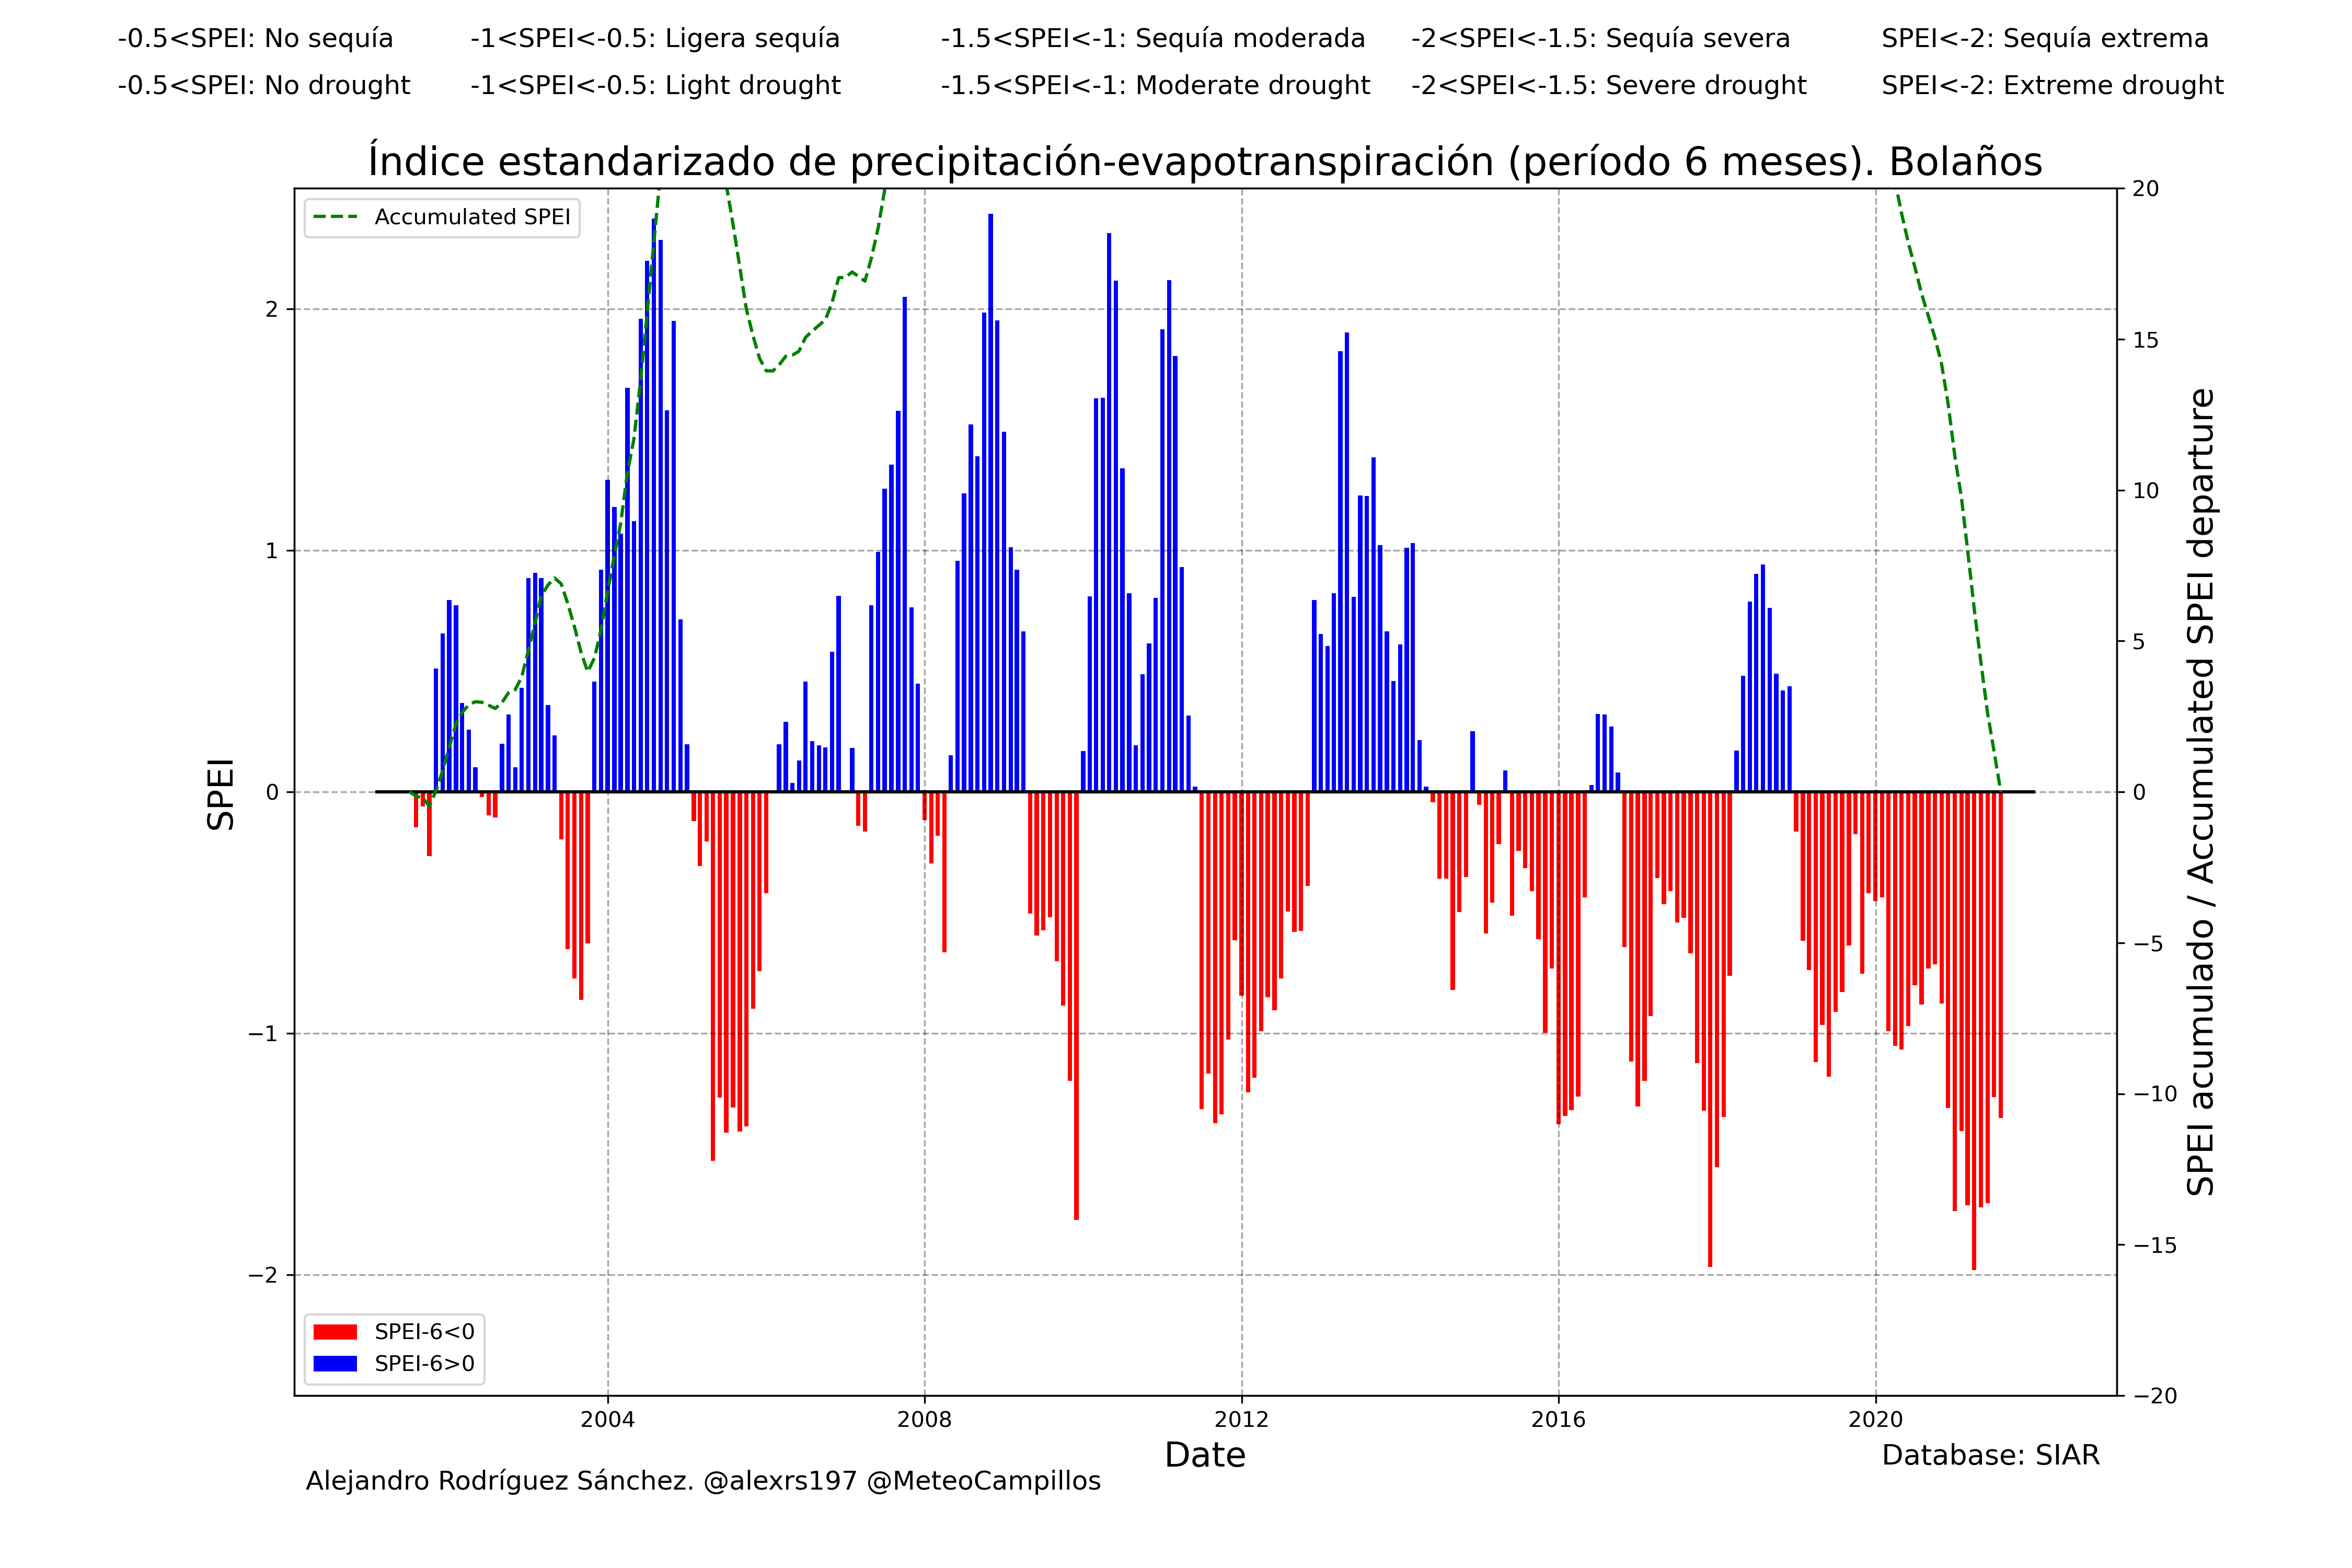 -0.5<SPEI: No sequía -1<SPEI<-0.5: Ligera sequía -1.5<SPEI<-1: Sequía moderada -2<SPEI<-1.5: Sequía severa SPEI<-2: Sequía extrema
-0.5<SPEI: No drought -1<SPEI<-0.5: Light drought -1.5<SPEI<-1: Moderate drought -2<SPEI<-1.5: Severe drought SPEI<-2: Extreme drought
Índice estandarizado de precipitación-evapotranspiración (período 6 meses). Bolaños
Accumulated SPEI
SPEI
2
1
0
−1
−2
20
15
10
5
0
−5
−10
−15
−20
SPEI acumulado / Accumulated SPEI departure
SPEI-6<0
SPEI-6>0
2004 2008 2012 2016 2020
Date
Database: SIAR
Alejandro Rodríguez Sánchez. @alexrs197 @MeteoCampillos